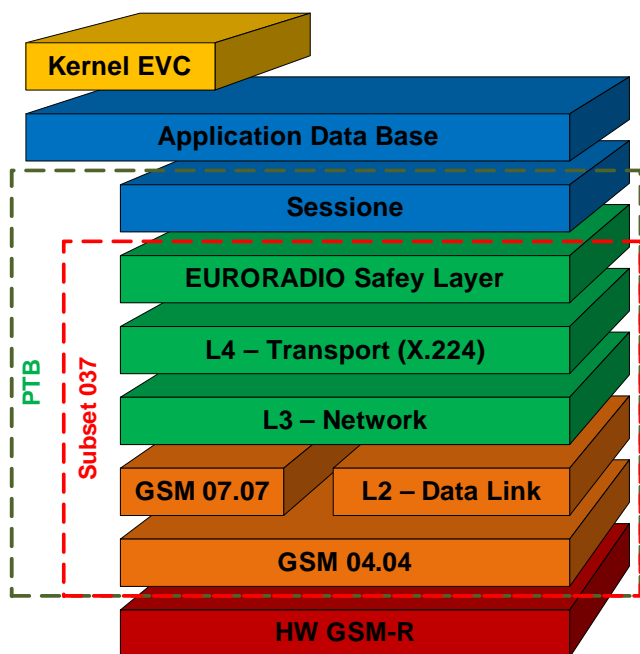 Kernel EVC
Application Data Base
Sessione
EURORADIO Safey Layer
L4 – Transport (X.224)
L3 – Network
GSM 07.07
L2 – Data Link
GSM 04.04
HW GSM-R
PTB
Subset 037